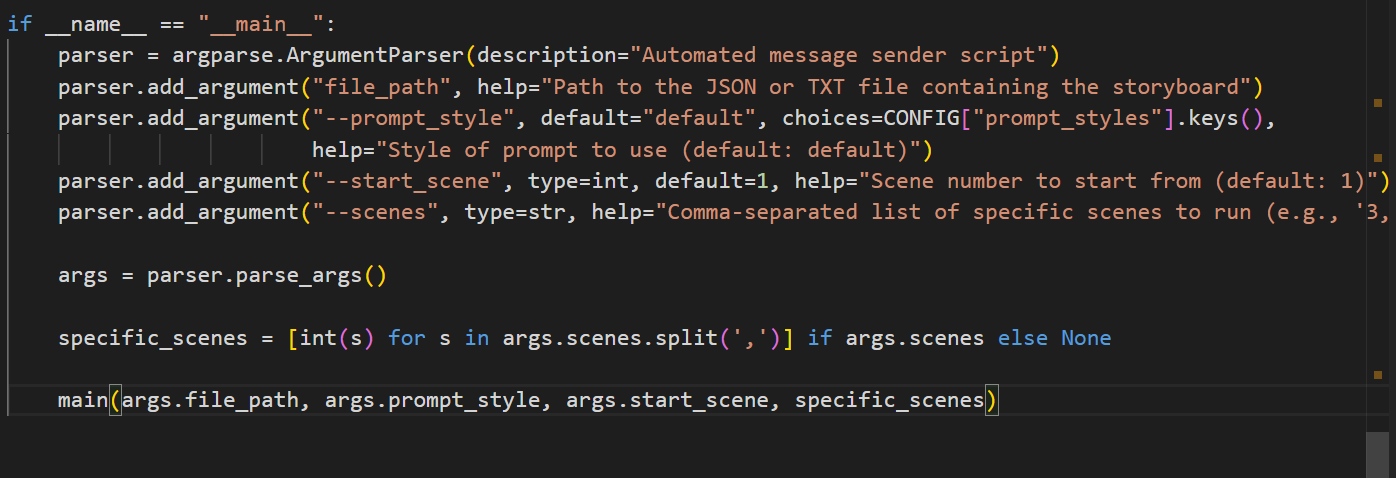 if __name__ == "__main__":
    parser = argparse.ArgumentParser(description="Automated message sender script")
    parser.add_argument("file_path", help="Path to the JSON or TXT file containing the storyboard")
    parser.add_argument("--prompt_style", default="default", choices=CONFIG["prompt_styles"].keys(),
                        help="Style of prompt to use (default: default)")
    parser.add_argument("--start_scene", type=int, default=1, help="Scene number to start from (default: 1)")
    parser.add_argument("--scenes", type=str, help="Comma-separated list of specific scenes to run (e.g., '3,
    args = parser.parse_args()
    specific_scenes = [int(s) for s in args.scenes.split(',')] if args.scenes else None
    main(args.file_path, args.prompt_style, args.start_scene, specific_scenes)